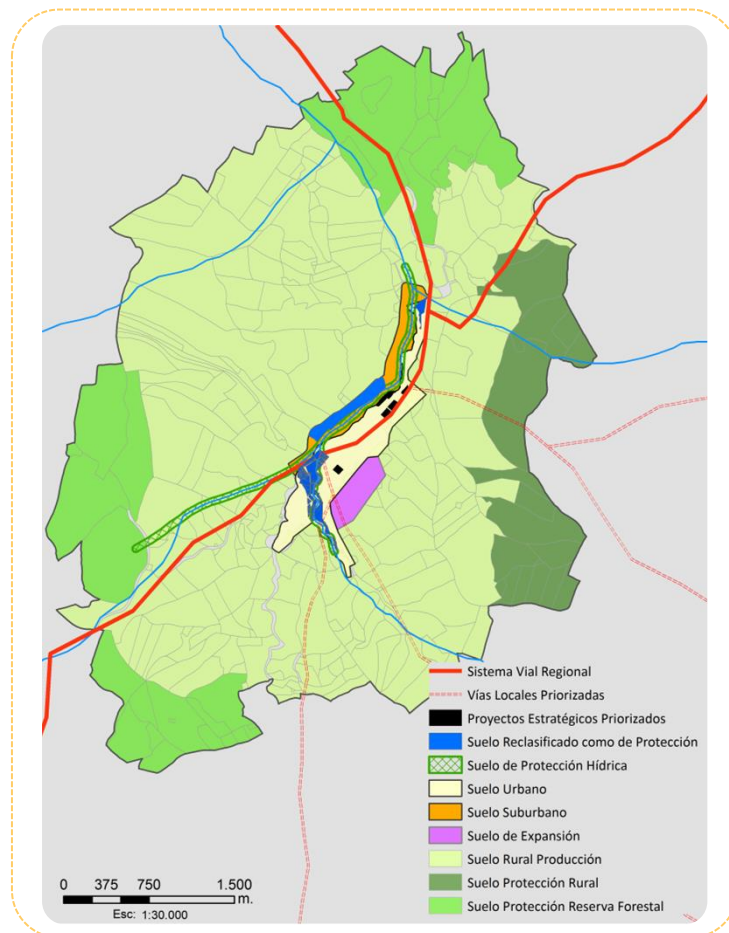 Sistema Vial Regional
Vías Locales Priorizadas
Proyectos Estratégicos Priorizados
Suelo Reclasificado como de Protección
Suelo de Protección Hídrica
Suelo Urbano
Suelo Suburbano
Suelo de Expansión
Suelo Rural Producción
Suelo Protección Rural
Suelo Protección Reserva Forestal
0 375 750 1.500
m.
Esc: 1:30.000